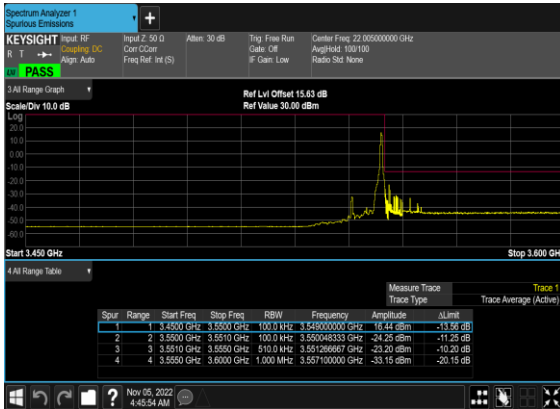 Spectrum Analyzer 1
Spurious Emissions
+
KEYSIGHT Input: RF Input Z: 50 Ω Atten: 30 dB Trig: Free Run Center Freq: 22.005000000 GHz
R T Coupling: DC Corr CCorr Gate: Off Avg|Hold: 100/100
Align: Auto Freq Ref: Int (S) IF Gain: Low Radio Std: None
PASS
3 All Range Graph
Ref Lvl Offset 15.63 dB
Scale/Div 10.0 dB Ref Value 30.00 dBm
Log
20.0
10.0
0.00
-10.0
-20.0
-30.0
-40.0
-50.0
-60.0
Start 3.450 GHz Stop 3.600 GH
4 All Range Table
Measure Trace Trace 1
Trace Type Trace Average (Active)
Spur Range Start Freq Stop Freq RBW Frequency Amplitude ΔLimit
1 1 3.4500 GHz 3.5500 GHz 100.0 kHz 3.549000000 GHz 16.44 dBm -13.56 dB
2 2 3.5500 GHz 3.5510 GHz 100.0 kHz 3.550048333 GHz -24.25 dBm -11.25 dB
3 3 3.5510 GHz 3.5550 GHz 510.0 kHz 3.551266667 GHz -23.20 dBm -10.20 dB
4 4 3.5550 GHz 3.6000 GHz 1.000 MHz 3.557100000 GHz -33.15 dBm -20.15 dB
? Nov 05, 2022
4:45:54 AM